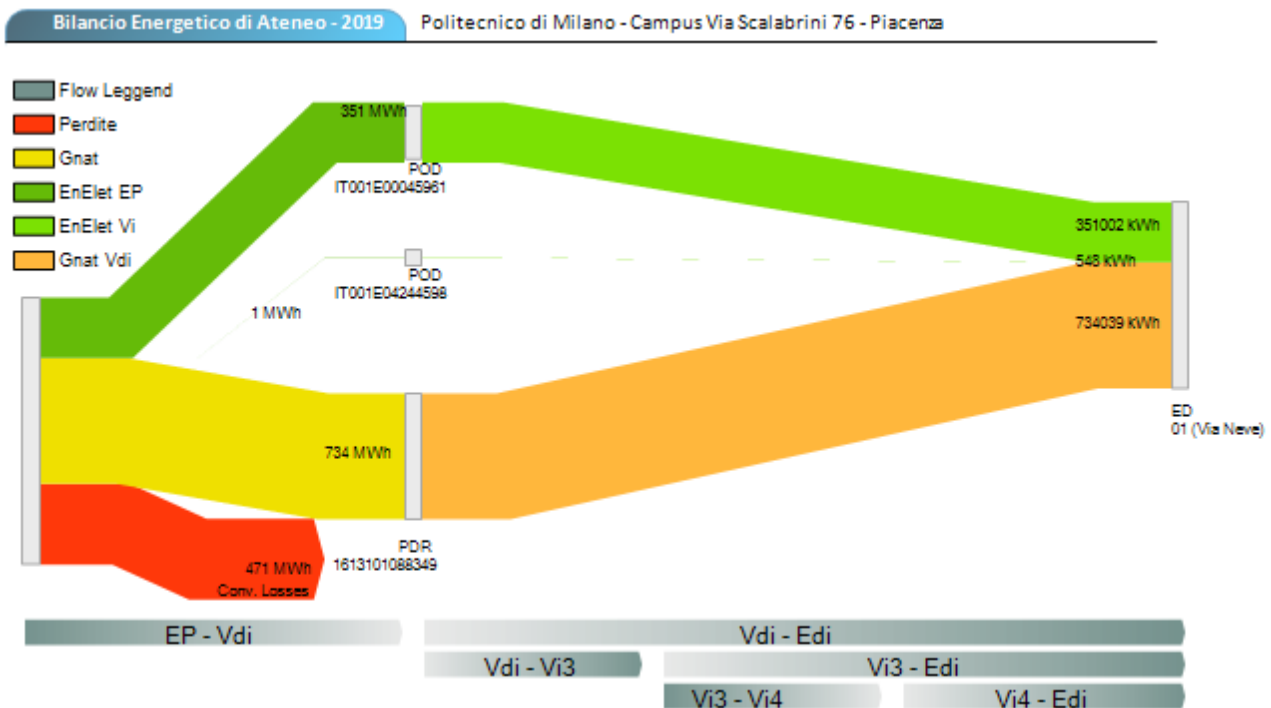 Bilancio Energetico di Ateneo - 2019
Politecnico di Milano - Campus Via Scalabrini 76 - Piacenza
Flow Leggend
Perdite
Gnat
EnElet EP
EnElet Vi
Gnat Vdi
351 MWh
POD
IT001E00045961
POD
IT001E04244598
1 MWh
734 MWh
PDR
1613101088349
471 MWh
Conv. Losses
351002 kWh
548 kWh
734039 kWh
ED
01 (Via Neve)
EP - Vdi
Vdi - Edi
Vdi - Vi3
Vi3 - Edi
Vi3 - Vi4
Vi4 - Edi